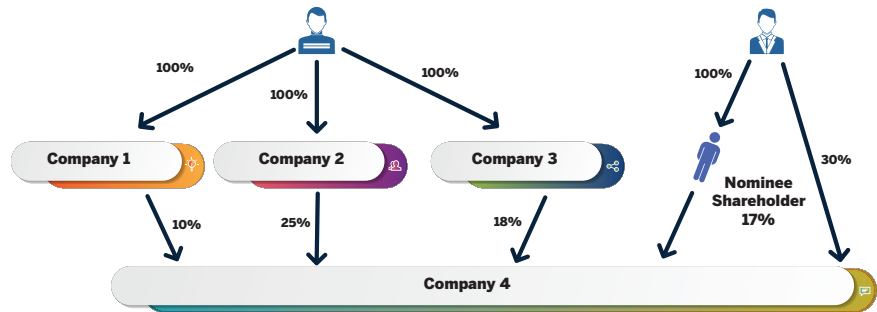 100%
100%
100%
100%
Company 1
Company 2
Company 3
30%
Nominee
Shareholder
17%
10%
25%
18%
Company 4